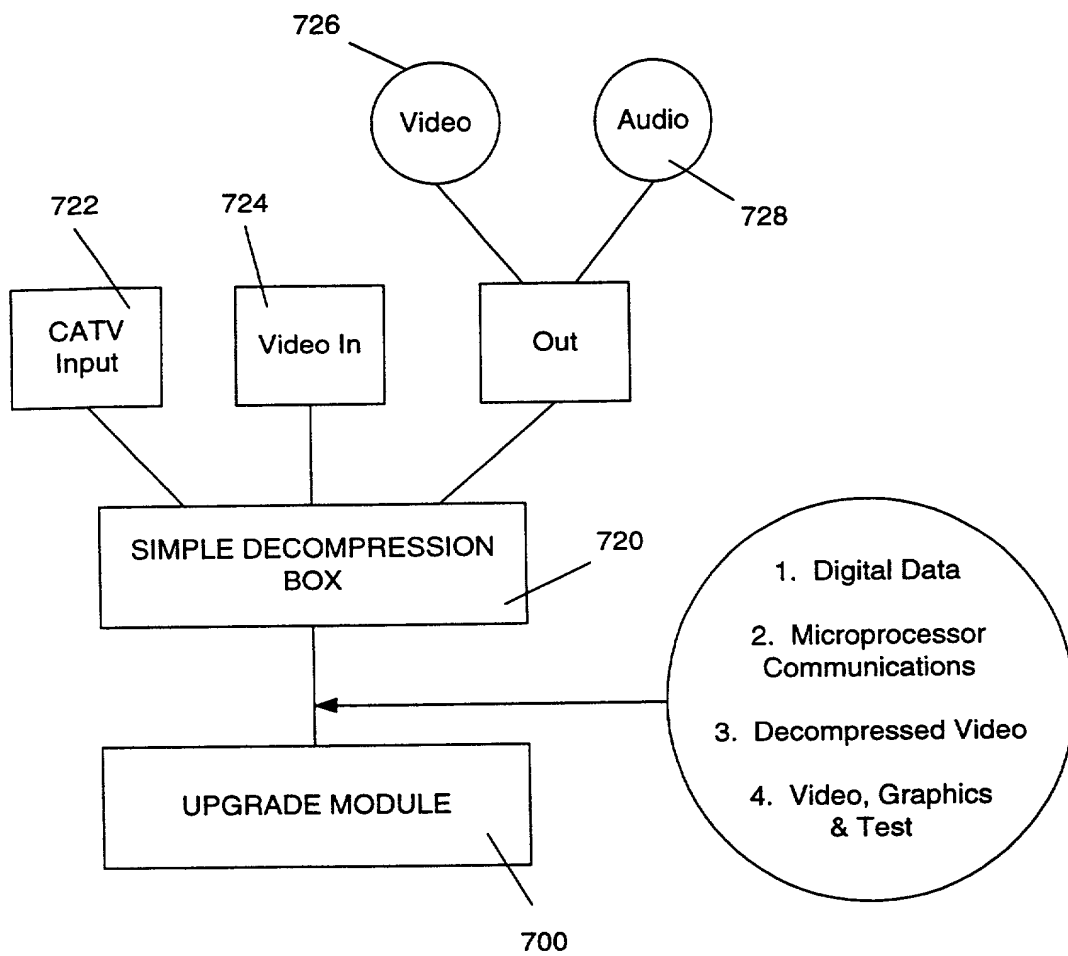 726
Video
Audio
728
722
724
CATV
Input
Video In
Out
SIMPLE DECOMPRESSION
BOX
720
1. Digital Data
2. Microprocessor
Communications
3. Decompressed Video
4. Video, Graphics
& Test
UPGRADE MODULE
700